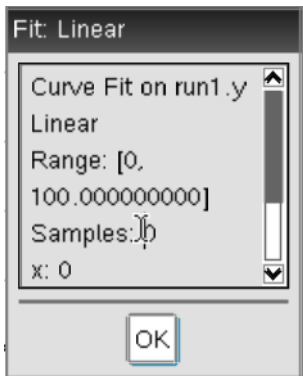 Fit: Linear
Curve Fit on run1.y
Linear
Range: [0,
100.000000000]
Samples:
x: 0
OK